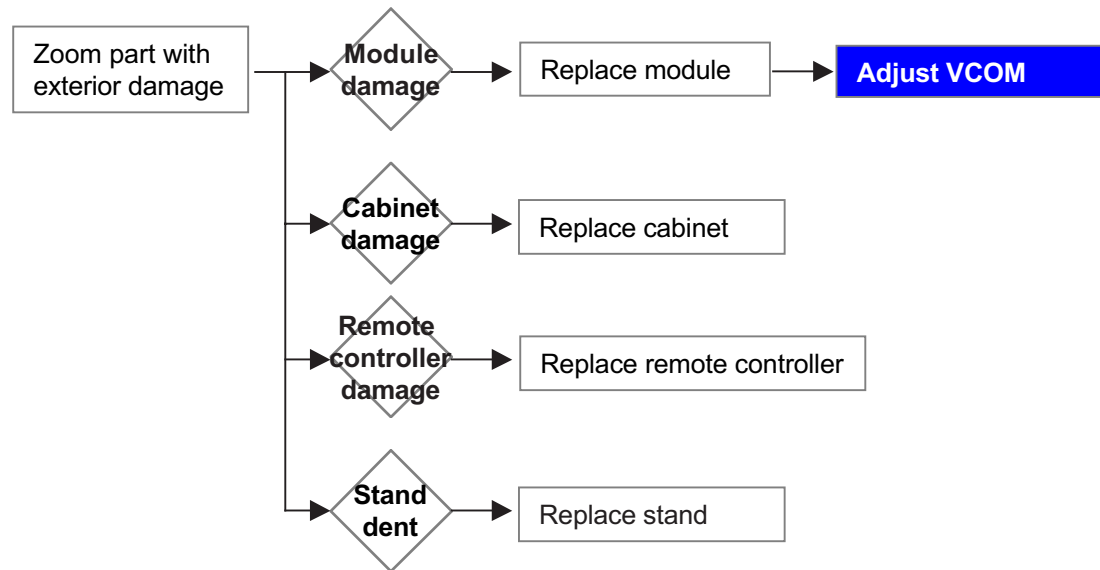 Zoom part with
exterior damage
Module
damage
Replace module
Adjust VCOM
Cabinet
damage
Replace cabinet
Remote
controller
damage
Replace remote controller
Stand
dent
Replace stand